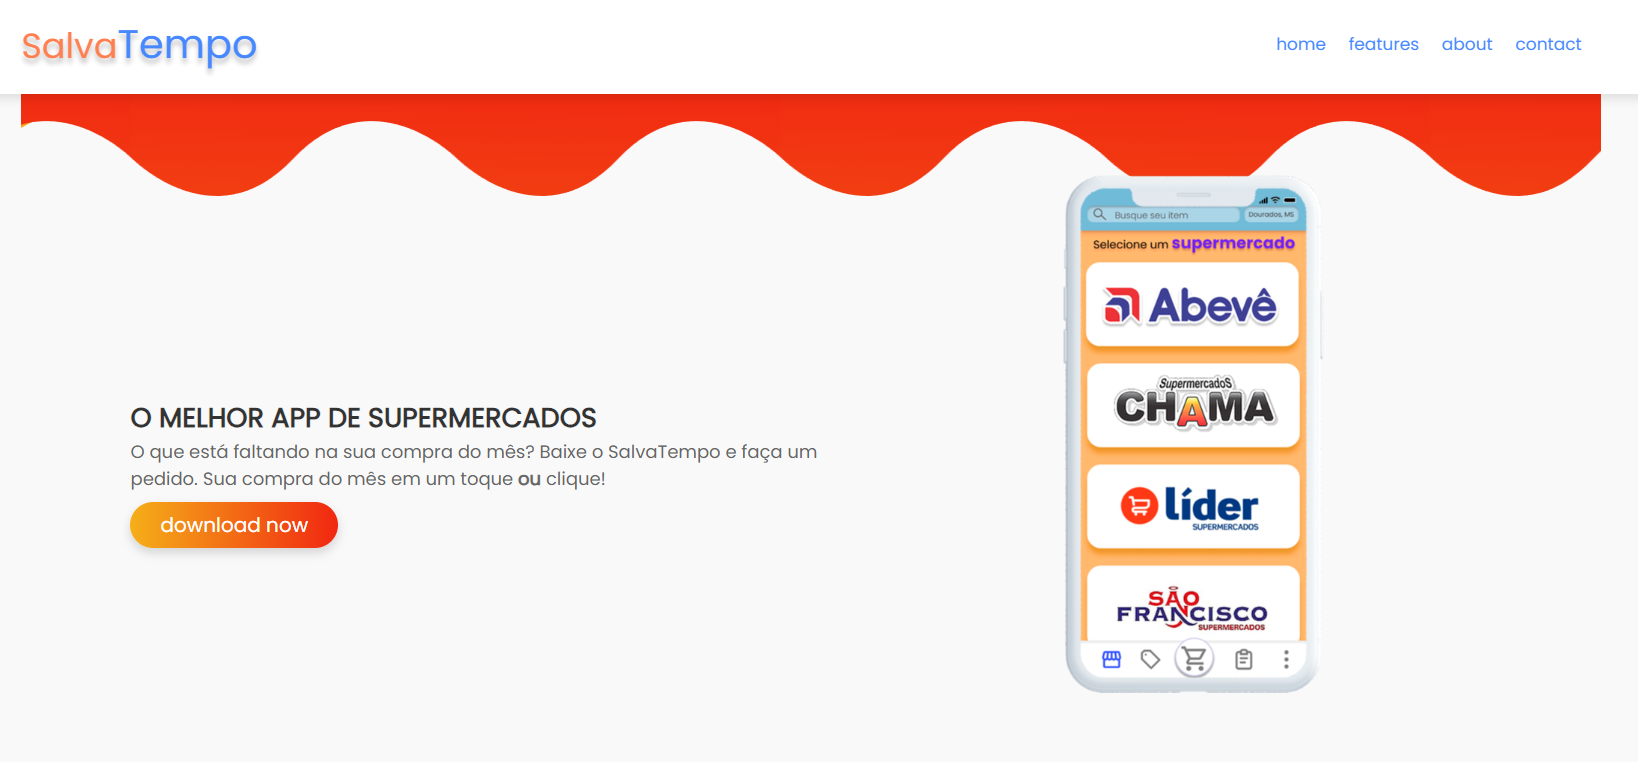 SalvaTempo
home features about contact
Busque seu item
Dourados, MS
Selecione um supermercado
Abevê
SupermercadoS
CHAMA
líder
SUPERMERCADOS
SÃO
FRANCISCO
SUPERMERCADOS
O MELHOR APP DE SUPERMERCADOS
O que está faltando na sua compra do mês? Baixe o SalvaTempo e faça um
pedido. Sua compra do mês em um toque ou clique!
download now